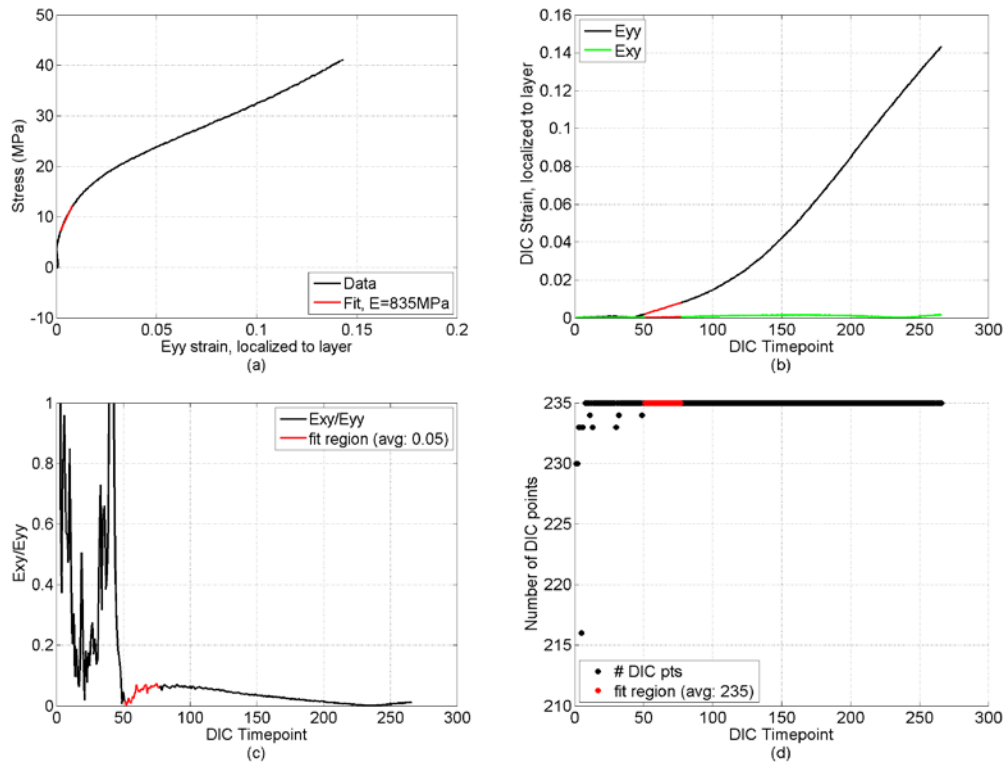 50
40
30
20
10
0
-10
Stress (MPa)
0
0.05
0.1
0.15
0.2
Eyy strain, localized to layer
(a)
Data
Fit, E=835MPa
0.16
0.14
0.12
0.1
0.08
0.06
0.04
0.02
0
DIC Strain, localized to layer
Eyy
Exy
0
50
100
150
200
250
300
DIC Timepoint
(b)
1
0.8
0.6
0.4
0.2
0
Exy/Eyy
Exy/Eyy
fit region (avg: 0.05)
0
50
100
150
200
250
300
DIC Timepoint
(c)
235
230
225
220
215
210
Number of DIC points
# DIC pts
fit region (avg: 235)
0
50
100
150
200
250
300
DIC Timepoint
(d)